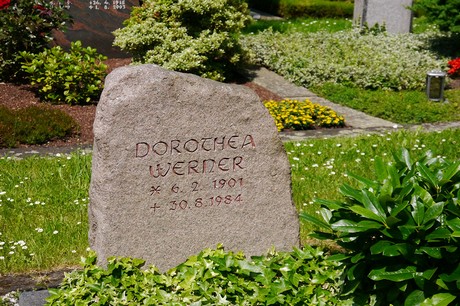 DOROTHEA
WERNER
* 6. 2. 1901
+ 30. 8. 1984